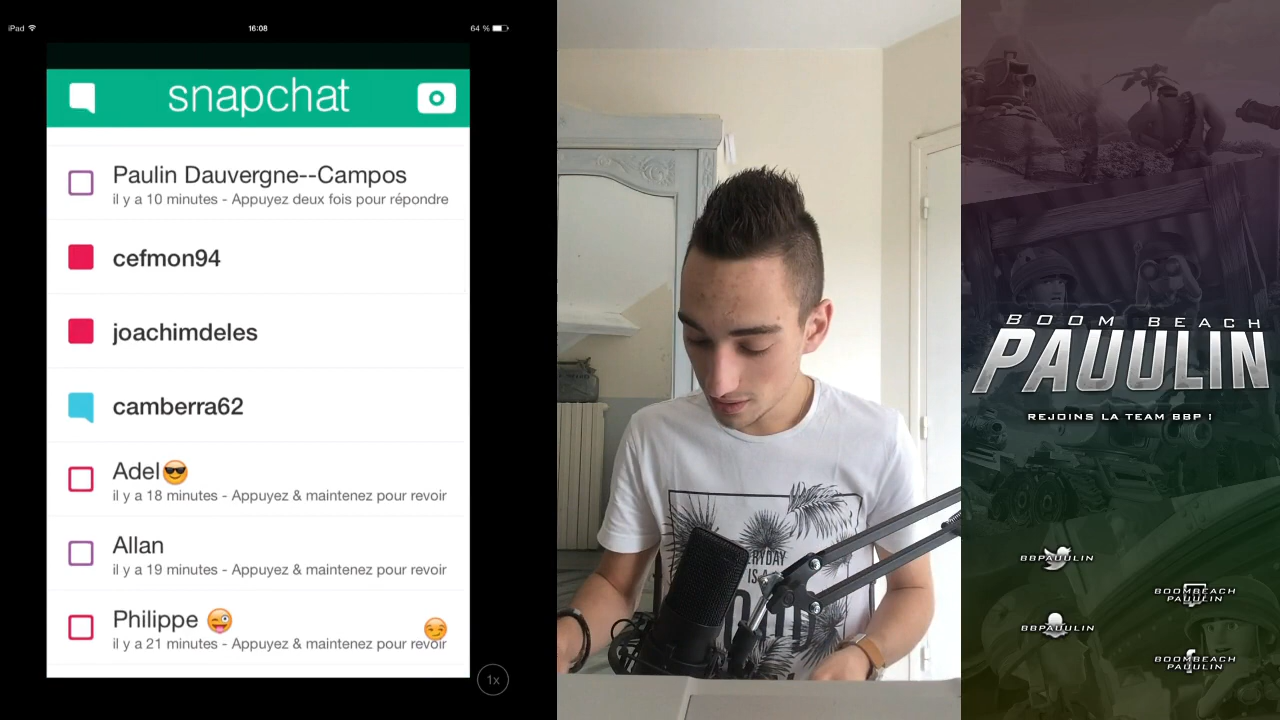 iPad
16:08
64 %
snapchat
Paulin Dauvergne--Campos
il y a 10 minutes - Appuyez deux fois pour répondre
cefmon94
joachimdeles
camberra62
Adel😎
il y a 18 minutes - Appuyez & maintenez pour revoir
Allan
il y a 19 minutes - Appuyez & maintenez pour revoir
Philippe 😜
😏
il y a 21 minutes - Appuyez & maintenez pour revoir
1x
IS A
BOOM BEACH
PAUULIN
REJOINS LA TEAM BBP !
BBPAUULIN
BOOMBEACH
PAUULIN
BBPAUULIN
BOOMBEACH
PAUULIN